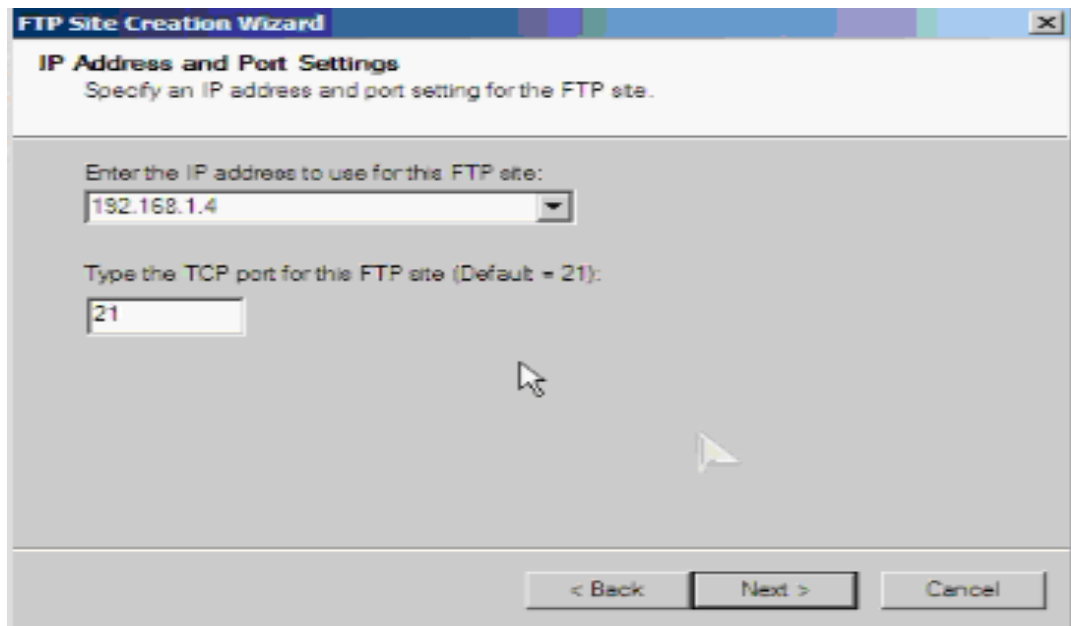 FTP Site Creation Wizard
IP Address and Port Settings
Specify an IP address and port setting for the FTP site.
Enter the IP address to use for this FTP site:
192.168.1.4
Type the TCP port for this FTP site (Default = 21):
21
< Back
Next >
Cancel